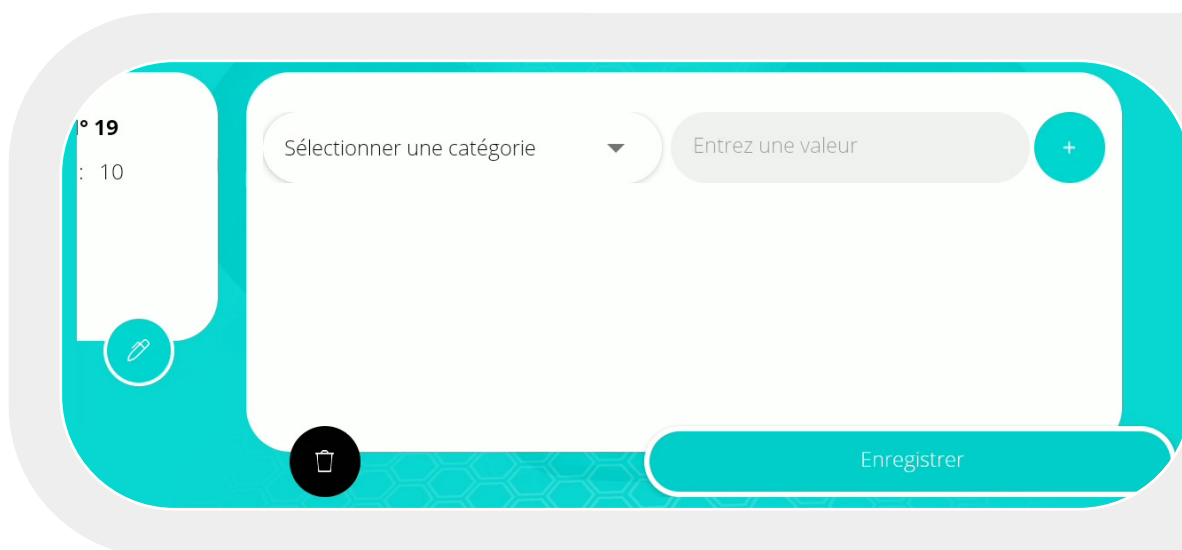 ° 19
: 10
Sélectionner une catégorie
Entrez une valeur
+
Enregistrer